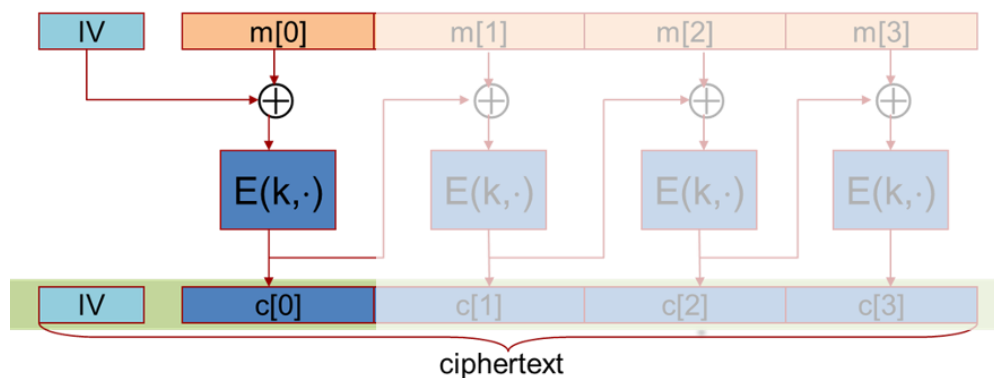 IV m[0] m[1] m[2] m[3]
E(k,·) E(k,·) E(k,·) E(k,·)
IV c[0] c[1] c[2] c[3]
ciphertext